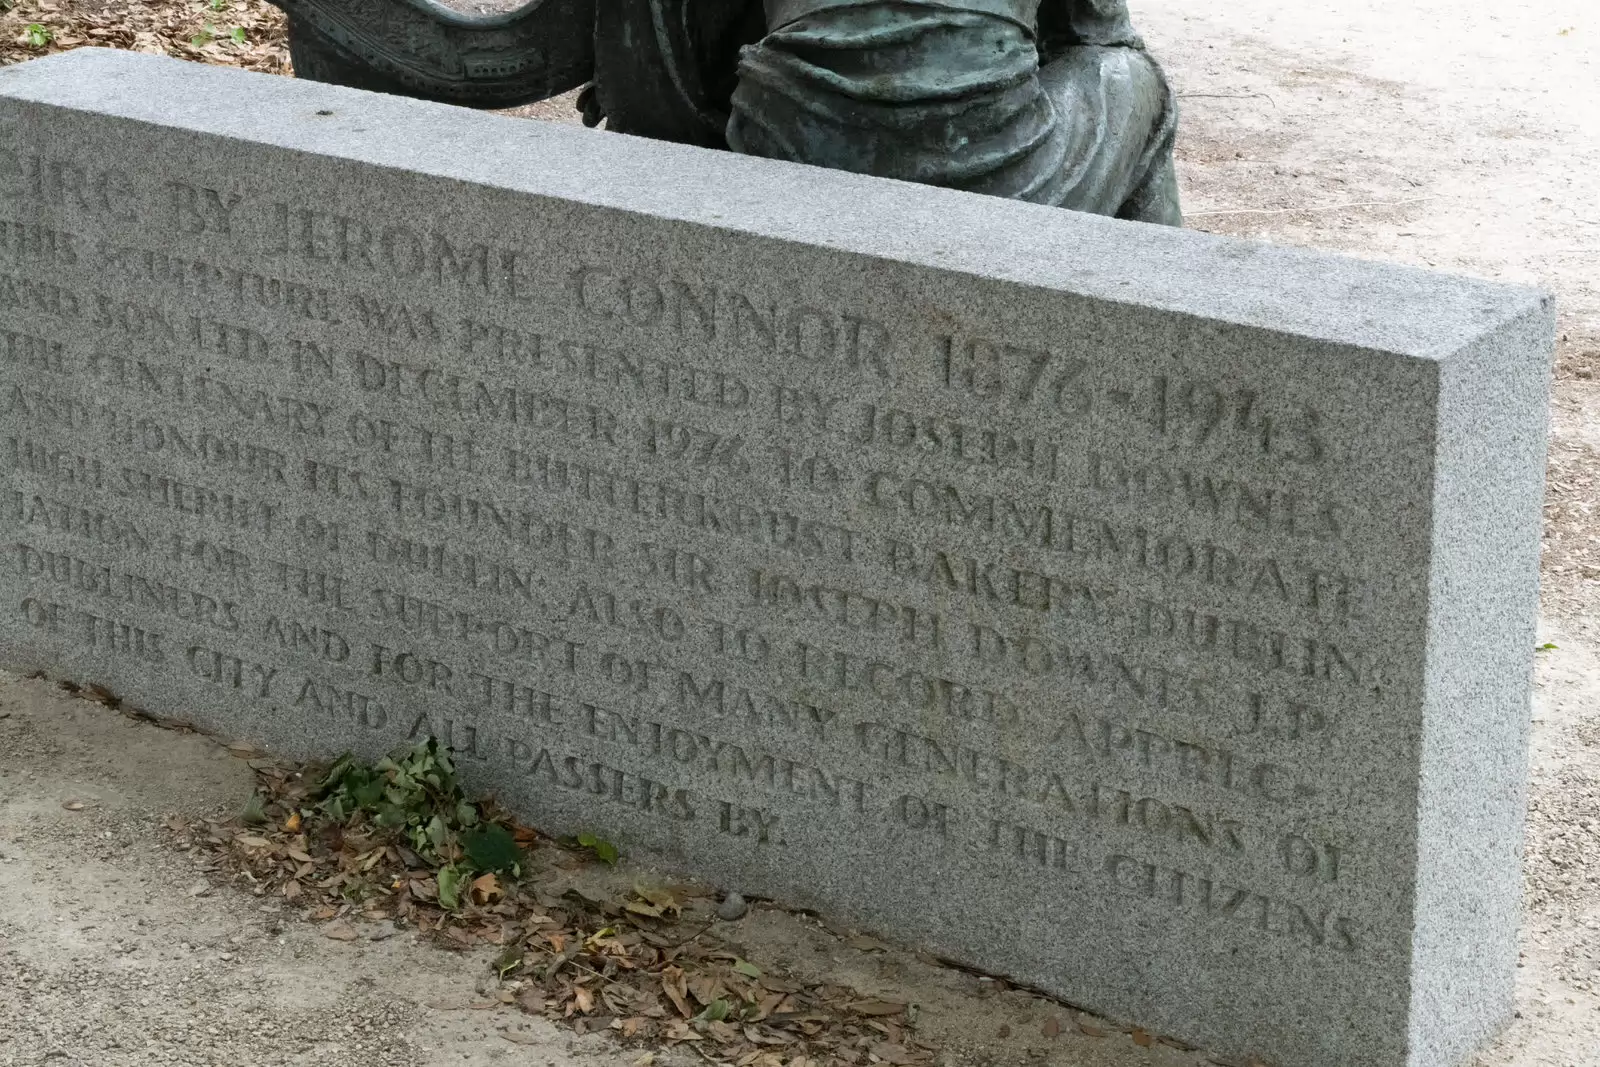 EIRE BY JEROME CONNOR 1876-1943
THIS SCULPTURE WAS PRESENTED BY JOSEPH DOWNES
AND SON LTD IN DECEMBER 1976 TO COMMEMORATE
THE CENTENARY OF THE BUTTERKRUST BAKERY DUBLIN,
AND HONOUR ITS FOUNDER SIR JOSEPH DOWNES J.P.
HIGH SHERIFF OF DUBLIN. ALSO TO RECORD APPREC-
IATION FOR THE SUPPORT OF MANY GENERATIONS OF
DUBLINERS AND FOR THE ENJOYMENT OF THE CITIZENS
OF THIS CITY AND ALL PASSERS BY.